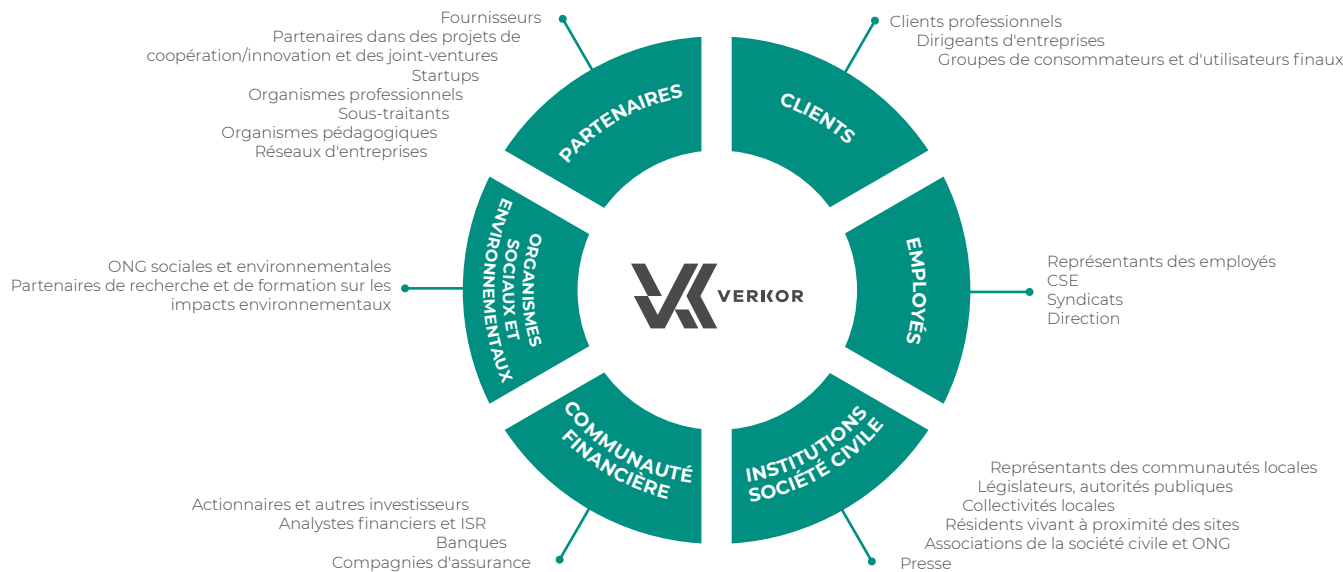 Fournisseurs
Partenaires dans des projets de
coopération/innovation et des joint-ventures
Startups
Organismes professionnels
Sous-traitants
Organismes pédagogiques
Réseaux d'entreprises
PARTENAIRES
CLIENTS
Clients professionnels
Dirigeants d'entreprises
Groupes de consommateurs et d'utilisateurs finaux
ONG sociales et environnementales
Partenaires de recherche et de formation sur les
impacts environnementaux
ORGANISMES
SOCIAUX ET
ENVIRONNEMENTAUX
VERKOR
EMPLOYÉS
Représentants des employés
CSE
Syndicats
Direction
COMMUNAUTÉ
FINANCIÈRE
Actionnaires et autres investisseurs
Analystes financiers et ISR
Banques
Compagnies d'assurance
INSTITUTIONS
SOCIÉTÉ CIVILE
Représentants des communautés locales
Législateurs, autorités publiques
Collectivités locales
Résidents vivant à proximité des sites
Associations de la société civile et ONG
Presse